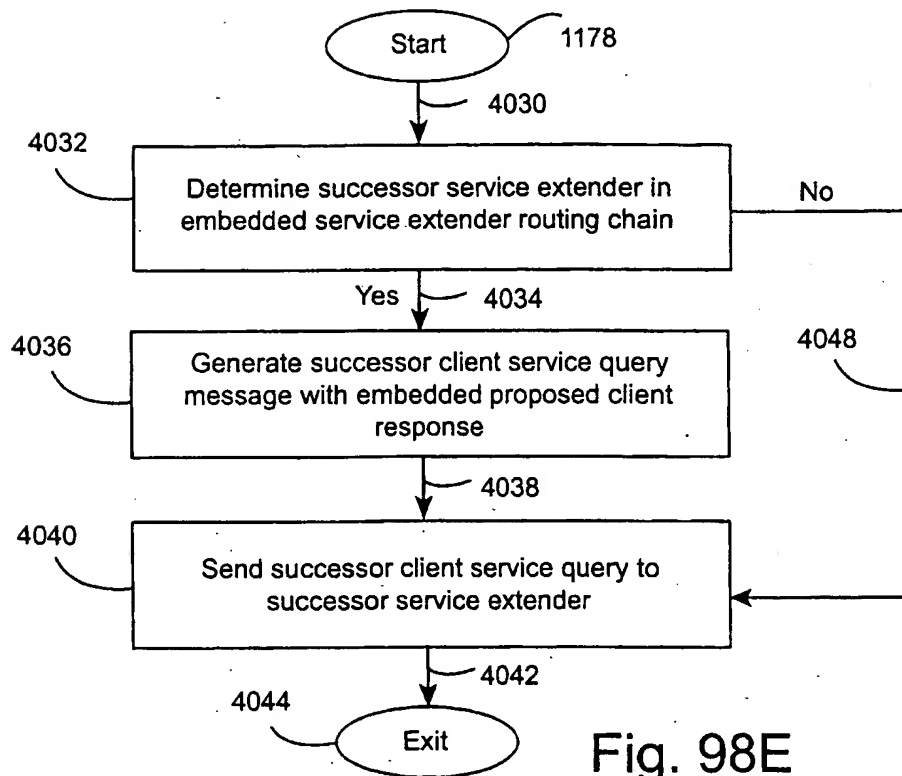 Start
1178
4030
4032
Determine successor service extender in
embedded service extender routing chain
No
Yes
4034
4036
Generate successor client service query
message with embedded proposed client
response
4048
4038
4040
Send successor client service query to
successor service extender
4042
4044
Exit
Fig. 98E